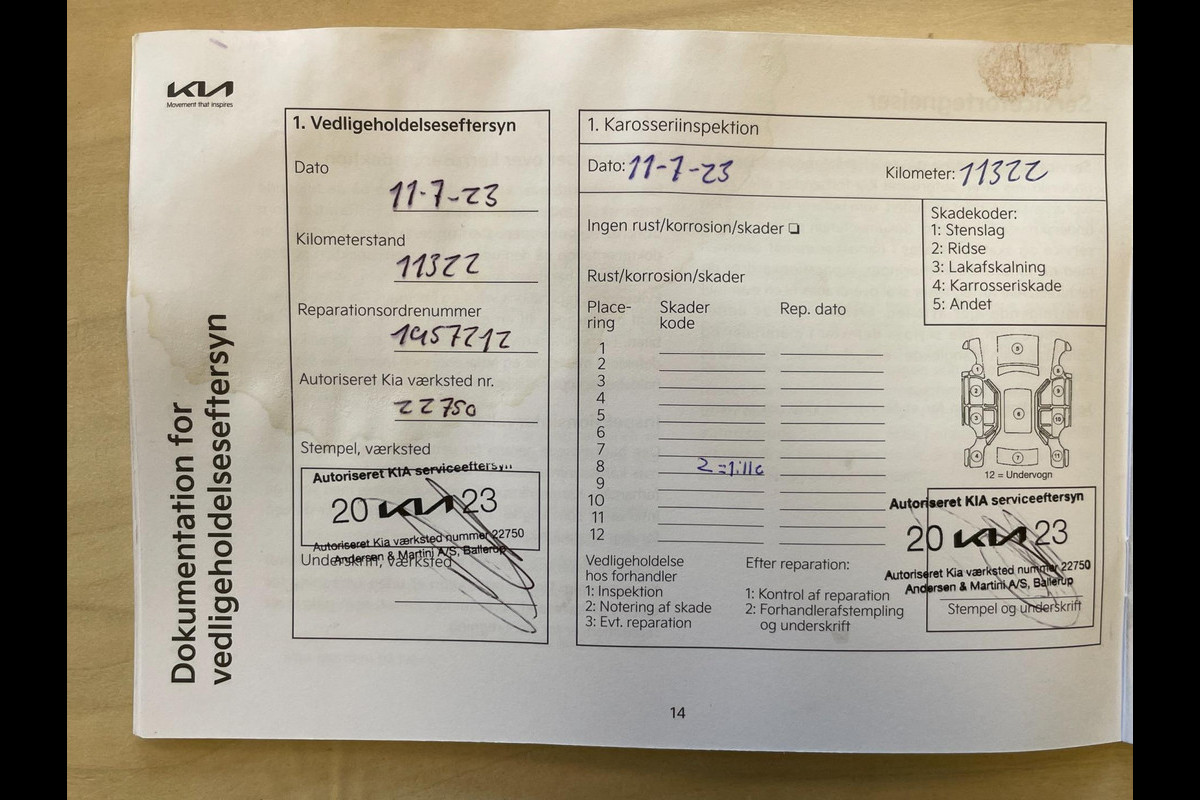 KIA
Movement that inspires
Dokumentation for
vedligeholdelseseftersyn
1. Vedligeholdelseseftersyn
Dato
11-7-23
Kilometerstand
11322
Reparationsordrenummer
1957212
Autoriseret Kia værksted nr.
22750
Stempel, værksted
Autoriseret KIA serviceeftersyn
20 KIA 23
Autoriseret Kia værksted nummer 22750
Andersen & Martini A/S, Ballerup
Underskrift, værksted
1. Karosseriinspektion
Dato: 11-7-23 Kilometer: 11322
Ingen rust/korrosion/skader ❏
Rust/korrosion/skader
Skadekoder:
1: Stenslag
2: Ridse
3: Lakafskalning
4: Karrosseriskade
5: Andet
Place-
ring
Skader
kode
Rep. dato
1
2
3
4
5
6
7
8 2 =
9
10
11
12
12 = Undervogn
Vedligeholdelse
hos forhandler
1: Inspektion
2: Notering af skade
3: Evt. reparation
Efter reparation:
1: Kontrol af reparation
2: Forhandlerafstempling
og underskrift
Autoriseret KIA serviceeftersyn
20 KIA 23
Autoriseret Kia værksted nummer 22750
Andersen & Martini A/S, Ballerup
Stempel og underskrift
14